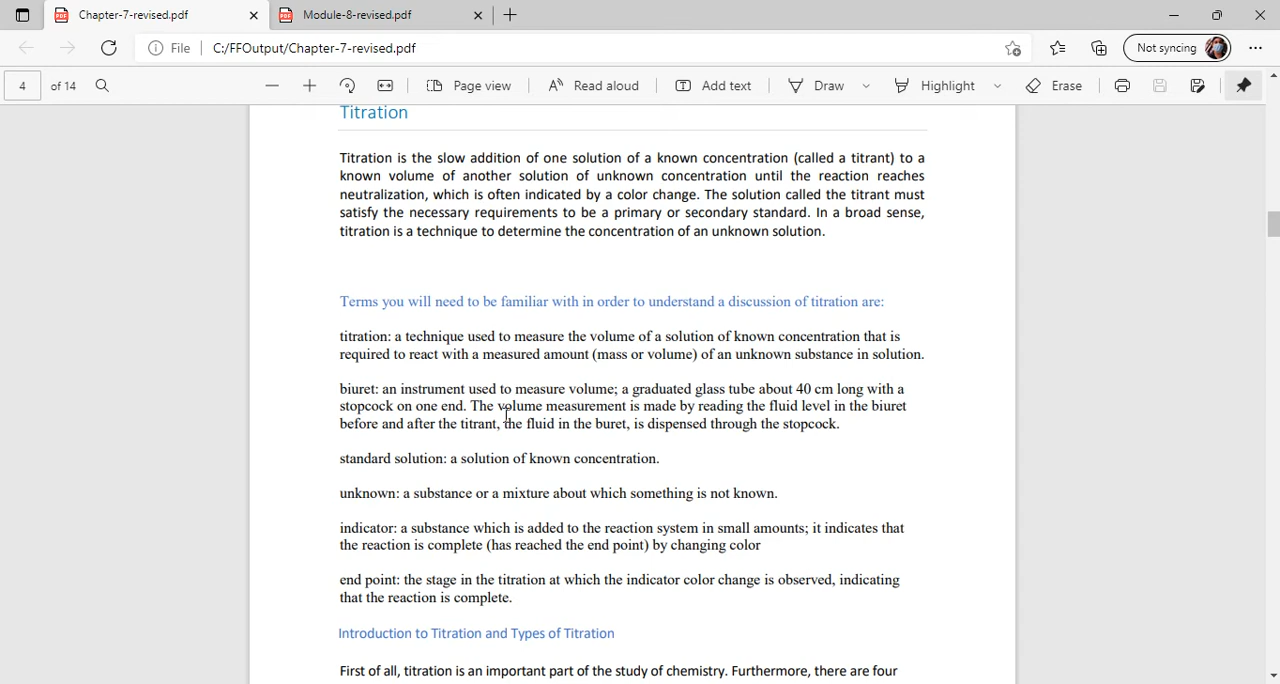 Chapter-7-revised.pdf
Module-8-revised.pdf
File
C:/FFOutput/Chapter-7-revised.pdf
Not syncing
4 of 14
Page view
Read aloud
Add text
Draw
Highlight
Erase
Titration
Titration is the slow addition of one solution of a known concentration (called a titrant) to a
known volume of another solution of unknown concentration until the reaction reaches
neutralization, which is often indicated by a color change. The solution called the titrant must
satisfy the necessary requirements to be a primary or secondary standard. In a broad sense,
titration is a technique to determine the concentration of an unknown solution.
Terms you will need to be familiar with in order to understand a discussion of titration are:
titration: a technique used to measure the volume of a solution of known concentration that is
required to react with a measured amount (mass or volume) of an unknown substance in solution.
biuret: an instrument used to measure volume; a graduated glass tube about 40 cm long with a
stopcock on one end. The volume measurement is made by reading the fluid level in the biuret
before and after the titrant, the fluid in the buret, is dispensed through the stopcock.
standard solution: a solution of known concentration.
unknown: a substance or a mixture about which something is not known.
indicator: a substance which is added to the reaction system in small amounts; it indicates that
the reaction is complete (has reached the end point) by changing color
end point: the stage in the titration at which the indicator color change is observed, indicating
that the reaction is complete.
Introduction to Titration and Types of Titration
First of all, titration is an important part of the study of chemistry. Furthermore, there are four